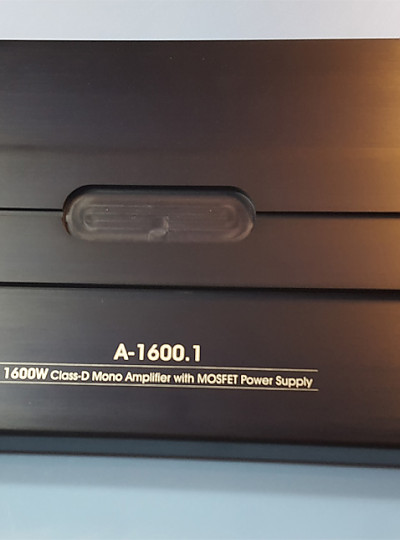 A-1600.1
1600W Class-D Mono Amplifier with MOSFET Power Supply